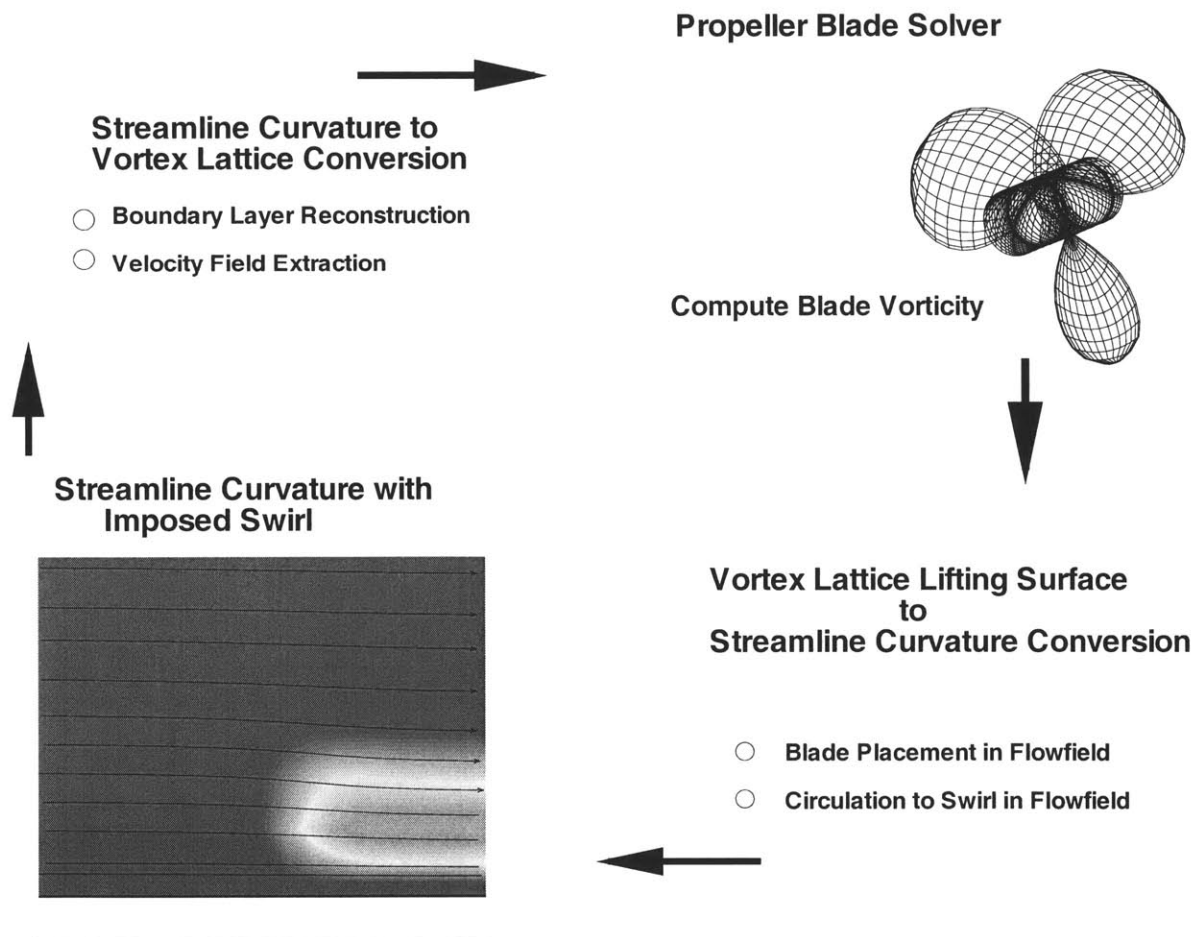 Propeller Blade Solver
Streamline Curvature to
Vortex Lattice Conversion
Boundary Layer Reconstruction
Velocity Field Extraction
Compute Blade Vorticity
Streamline Curvature with
Imposed Swirl
Vortex Lattice Lifting Surface
to
Streamline Curvature Conversion
Blade Placement in Flowfield
Circulation to Swirl in Flowfield